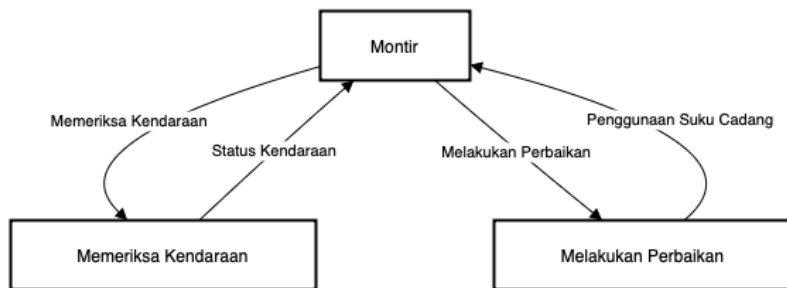 Montir
Memeriksa Kendaraan
Penggunaan Suku Cadang
Status Kendaraan
Melakukan Perbaikan
Memeriksa Kendaraan
Melakukan Perbaikan